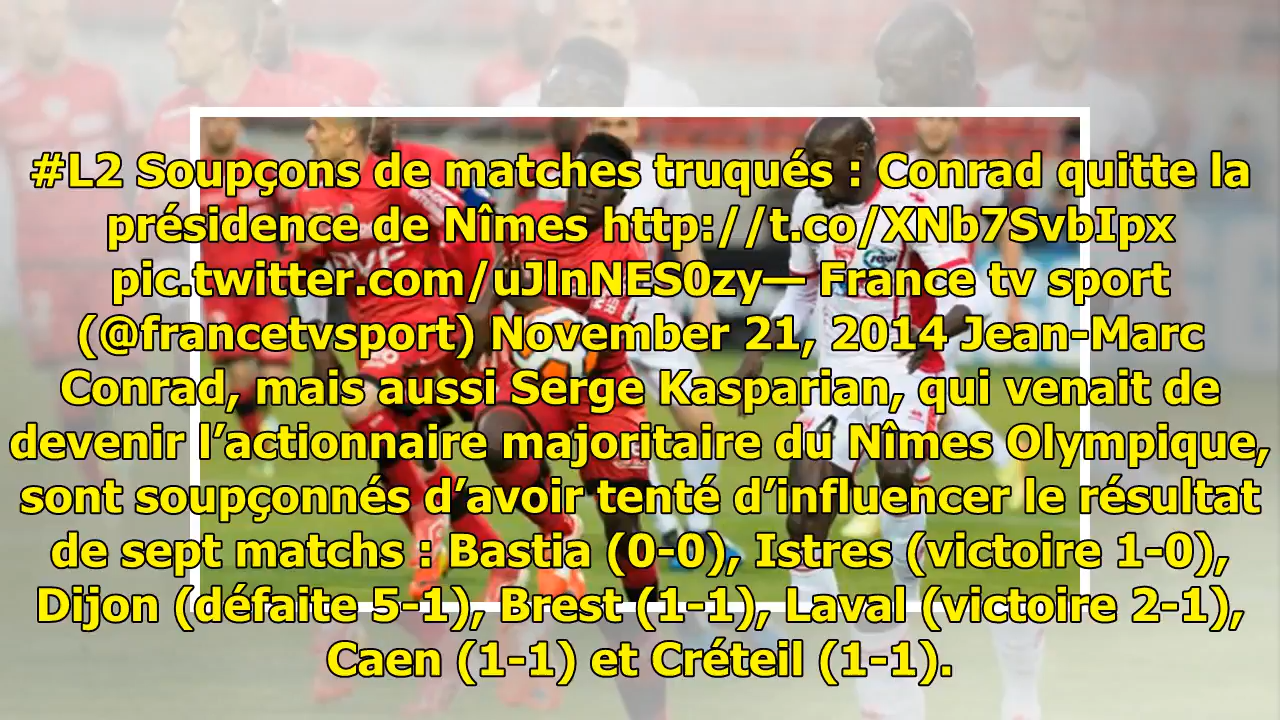 #L2 Soupçons de matches truqués : Conrad quitte la
présidence de Nîmes http://t.co/XNb7SvbIpx
pic.twitter.com/uJlnNES0zy— France tv sport
(@francetvsport) November 21, 2014 Jean-Marc
Conrad, mais aussi Serge Kasparian, qui venait de
devenir l’actionnaire majoritaire du Nîmes Olympique,
sont soupçonnés d’avoir tenté d’influencer le résultat
de sept matchs : Bastia (0-0), Istres (victoire 1-0),
Dijon (défaite 5-1), Brest (1-1), Laval (victoire 2-1),
Caen (1-1) et Créteil (1-1).